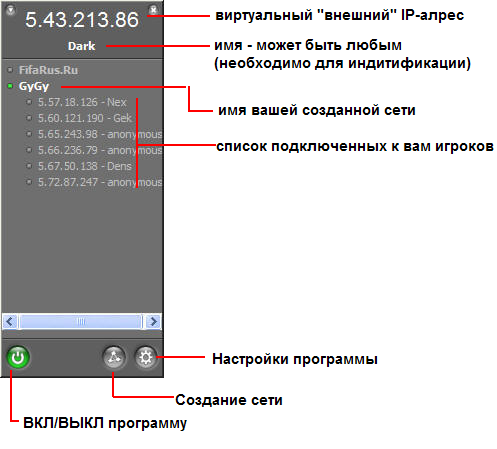 5.43.213.86
виртуальный "внешний" IP-алрес
Dark
имя - может быть любым
(необходимо для индитификации)
FifaRus.Ru
GyGy
имя вашей созданной сети
5.57.18.126 - Nex
5.60.121.190 - Gek
5.65.243.98 - anonymous
5.66.236.79 - anonymous
5.67.50.138 - Dens
5.72.87.247 - anonymous
список подключенных к вам игроков
Настройки программы
Создание сети
ВКЛ/ВЫКЛ программу